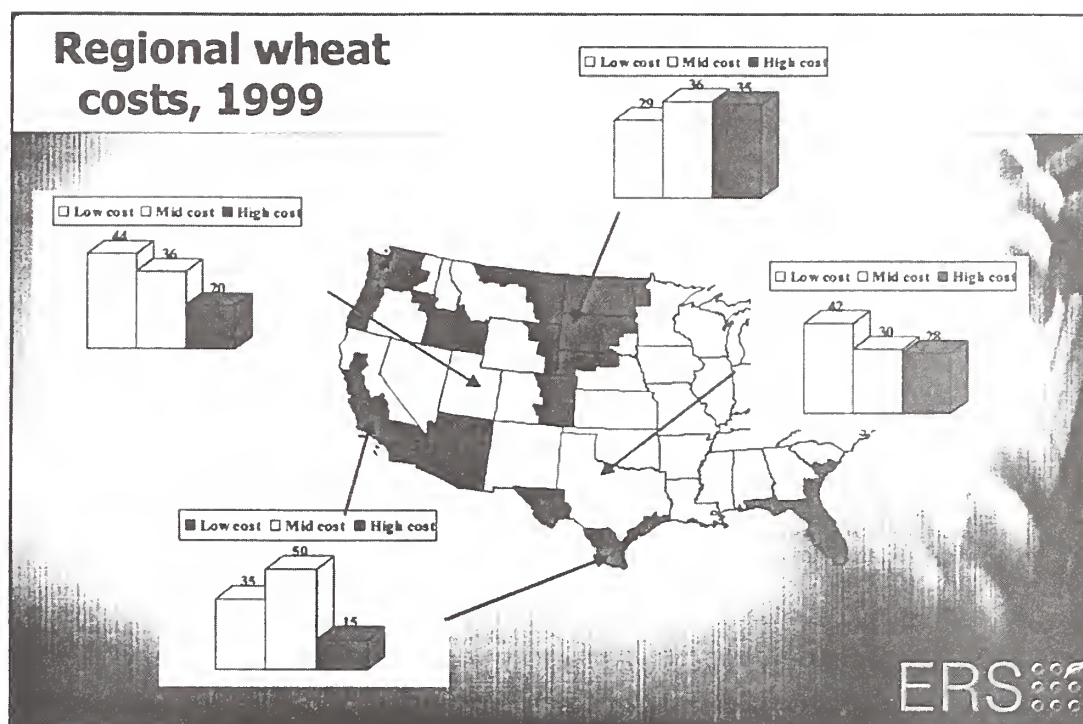 Regional wheat
costs, 1999
Low cost Mid cost High cost
29 36 35
Low cost Mid cost High cost
44 36 20
Low cost Mid cost High cost
42 30 28
Low cost Mid cost High cost
35 50 15
ERS